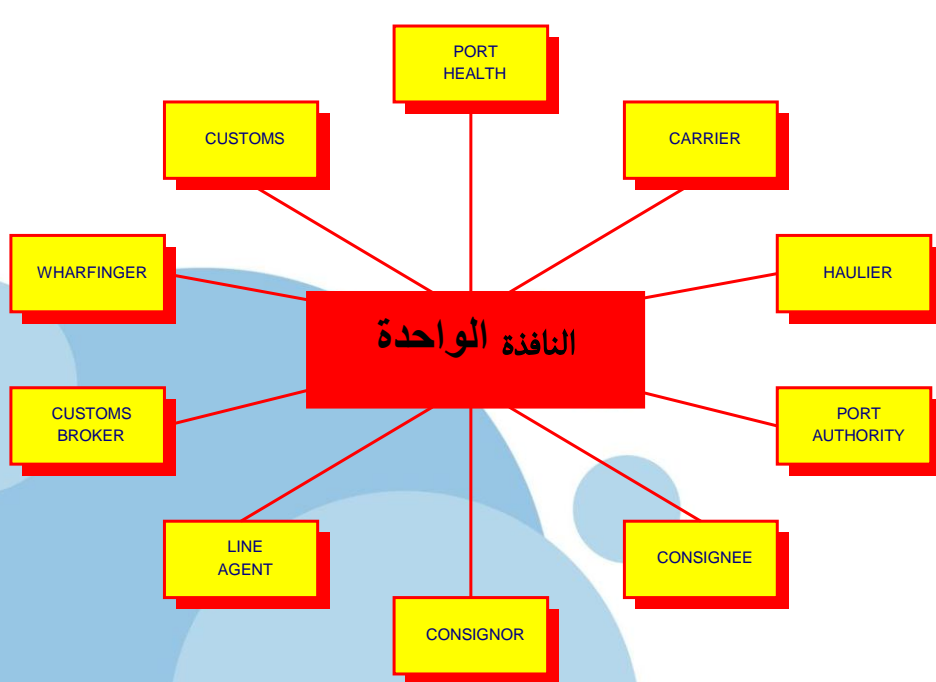 PORT
HEALTH
CUSTOMS
CARRIER
WHARFINGER
HAULIER
النافذة الواحدة
CUSTOMS
BROKER
PORT
AUTHORITY
LINE
AGENT
CONSIGNEE
CONSIGNOR